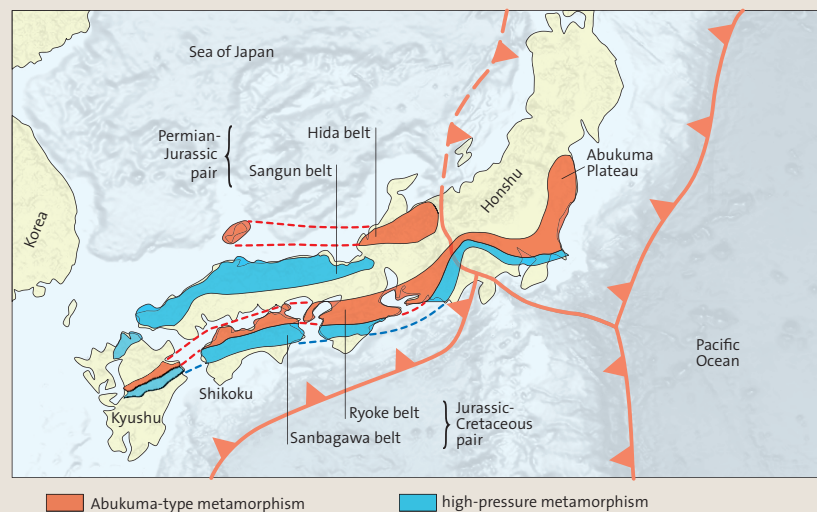 Sea of Japan
Permian-
Jurassic
pair
Hida belt
Sangun belt
Abukuma
Plateau
Honshu
Korea
Pacific
Ocean
Shikoku
Kyushu
Ryoke belt
Sanbagawa belt
Jurassic-
Cretaceous
pair
Abukuma-type metamorphism
high-pressure metamorphism